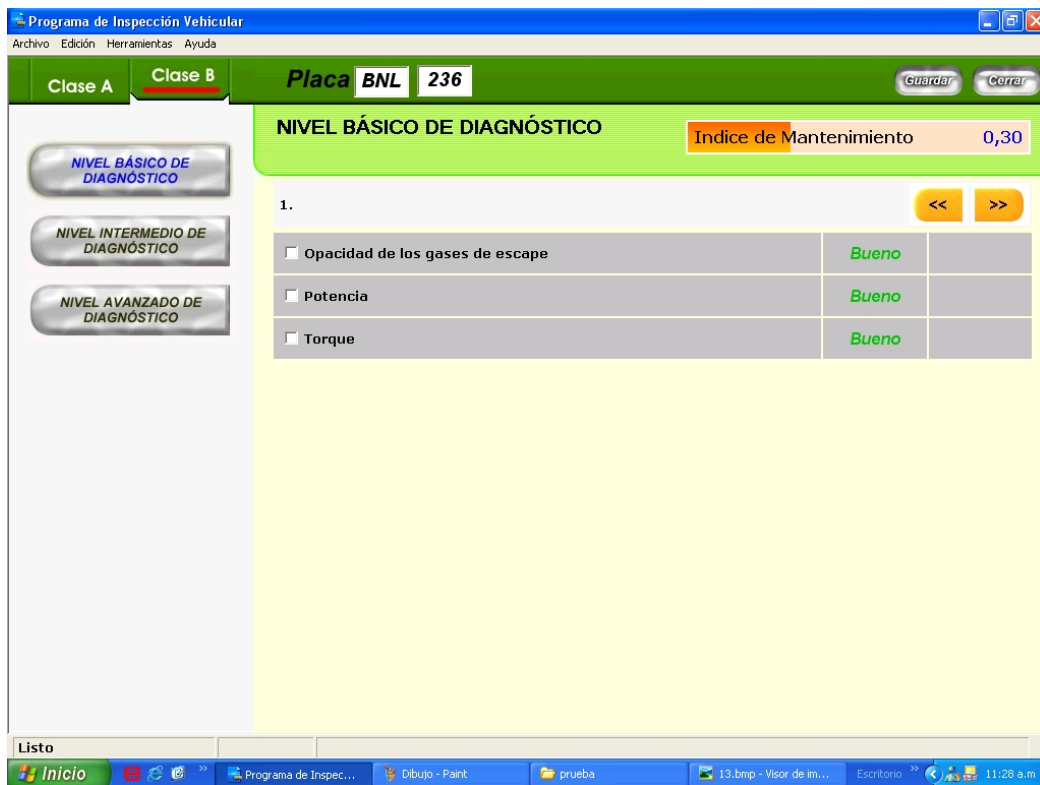 Programa de Inspección Vehicular
Archivo Edición Herramientas Ayuda
Clase A Clase B Placa BNL 236 Guardar Cerrar
NIVEL BÁSICO DE DIAGNÓSTICO
Indice de Mantenimiento 0,30
NIVEL BÁSICO DE
DIAGNÓSTICO
NIVEL INTERMEDIO DE
DIAGNÓSTICO
NIVEL AVANZADO DE
DIAGNÓSTICO
1. << >>
Opacidad de los gases de escape Bueno
Potencia Bueno
Torque Bueno
Listo
Inicio » Programa de Inspec... Dibujo - Paint prueba 13.bmp - Visor de im... Escritorio » 11:28 a.m